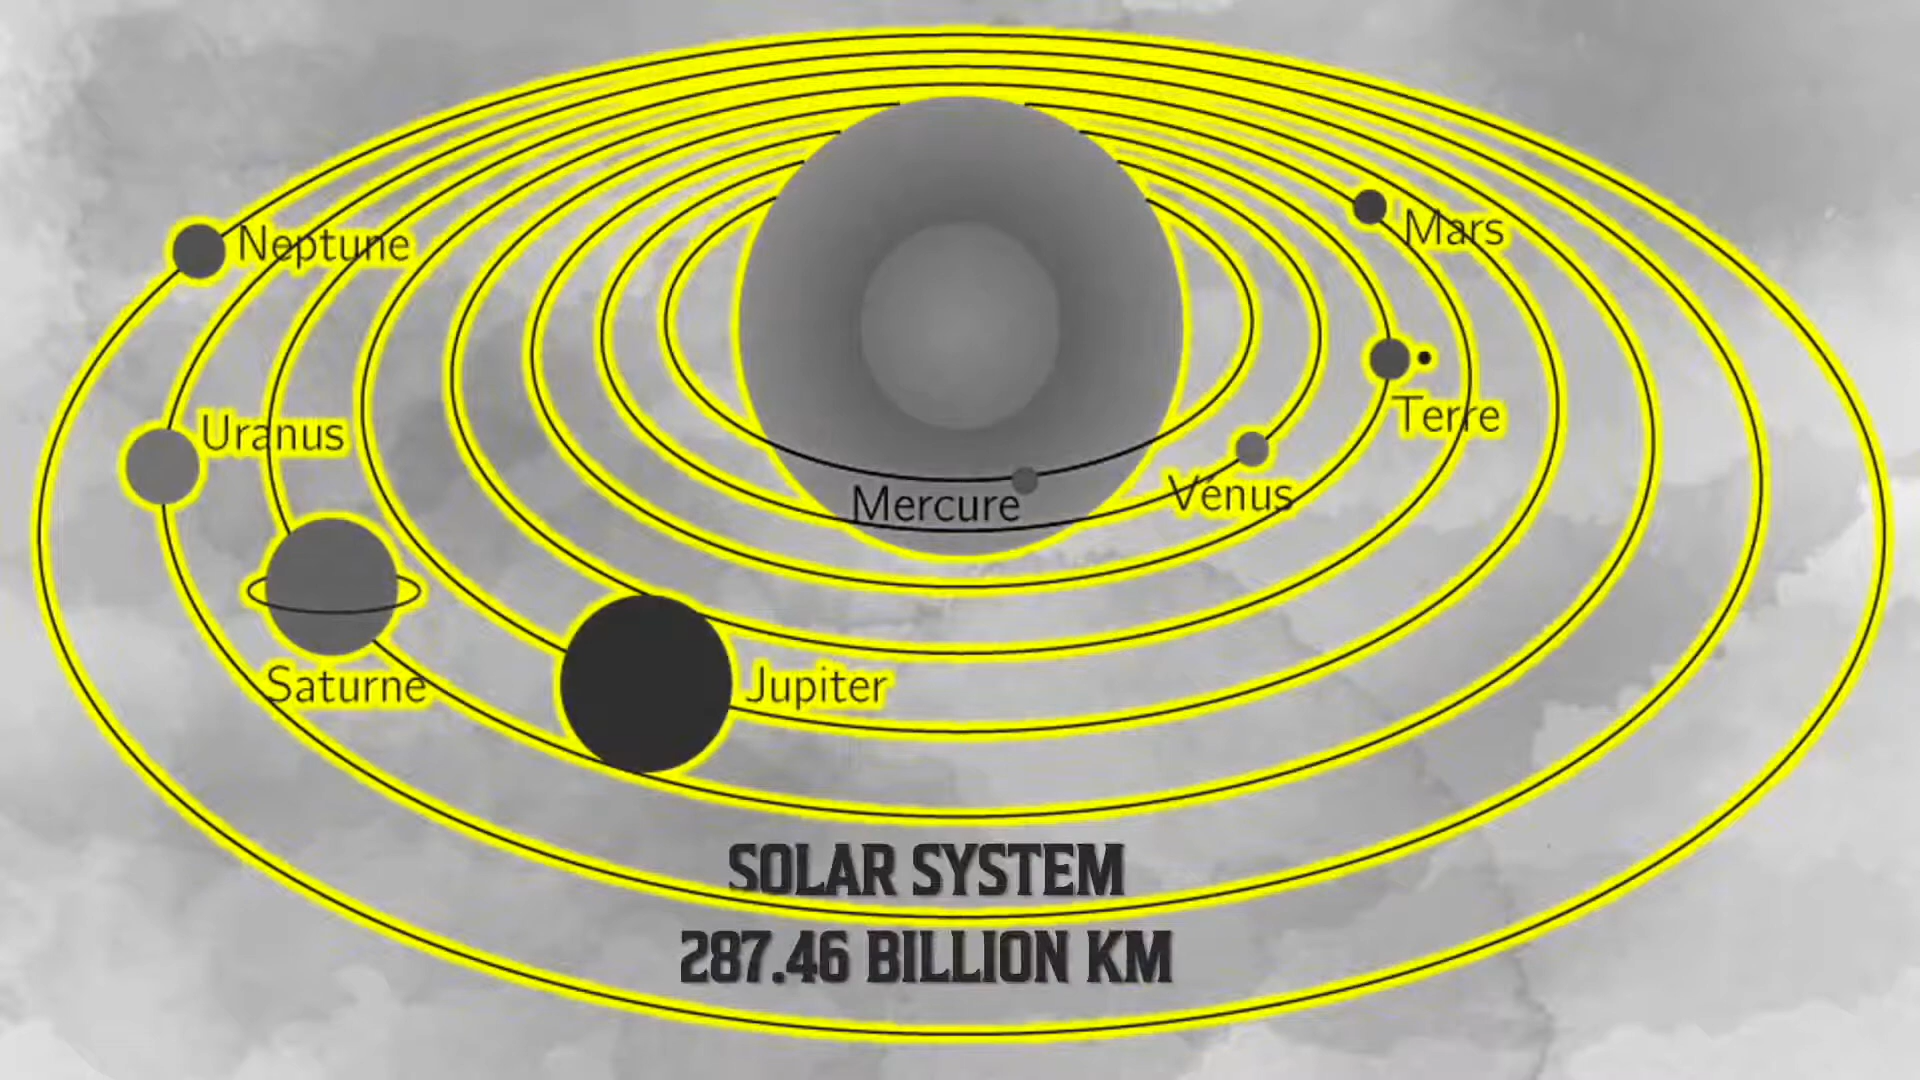 Neptune
Mars
Uranus
Terre
Mercure
Vénus
Saturne
Jupiter
SOLAR SYSTEM
287.46 BILLION KM